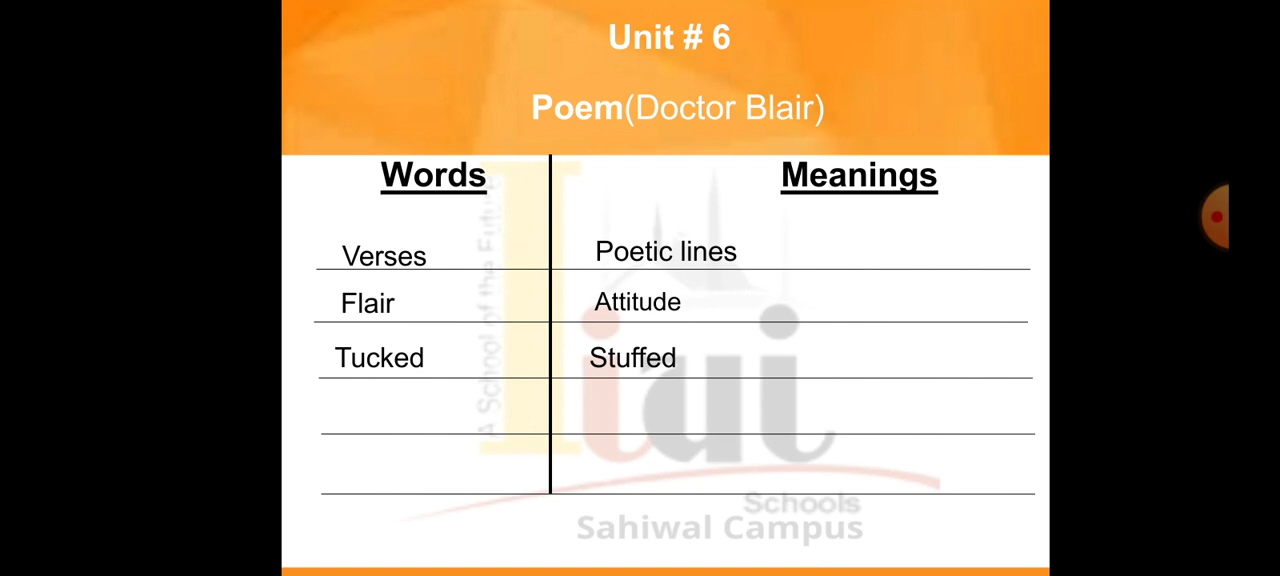 Unit # 6
Poem(Doctor Blair)
Words Meanings
Verses Poetic lines
Flair Attitude
Tucked Stuffed
A School of the Future
Schools
Sahiwal Campus